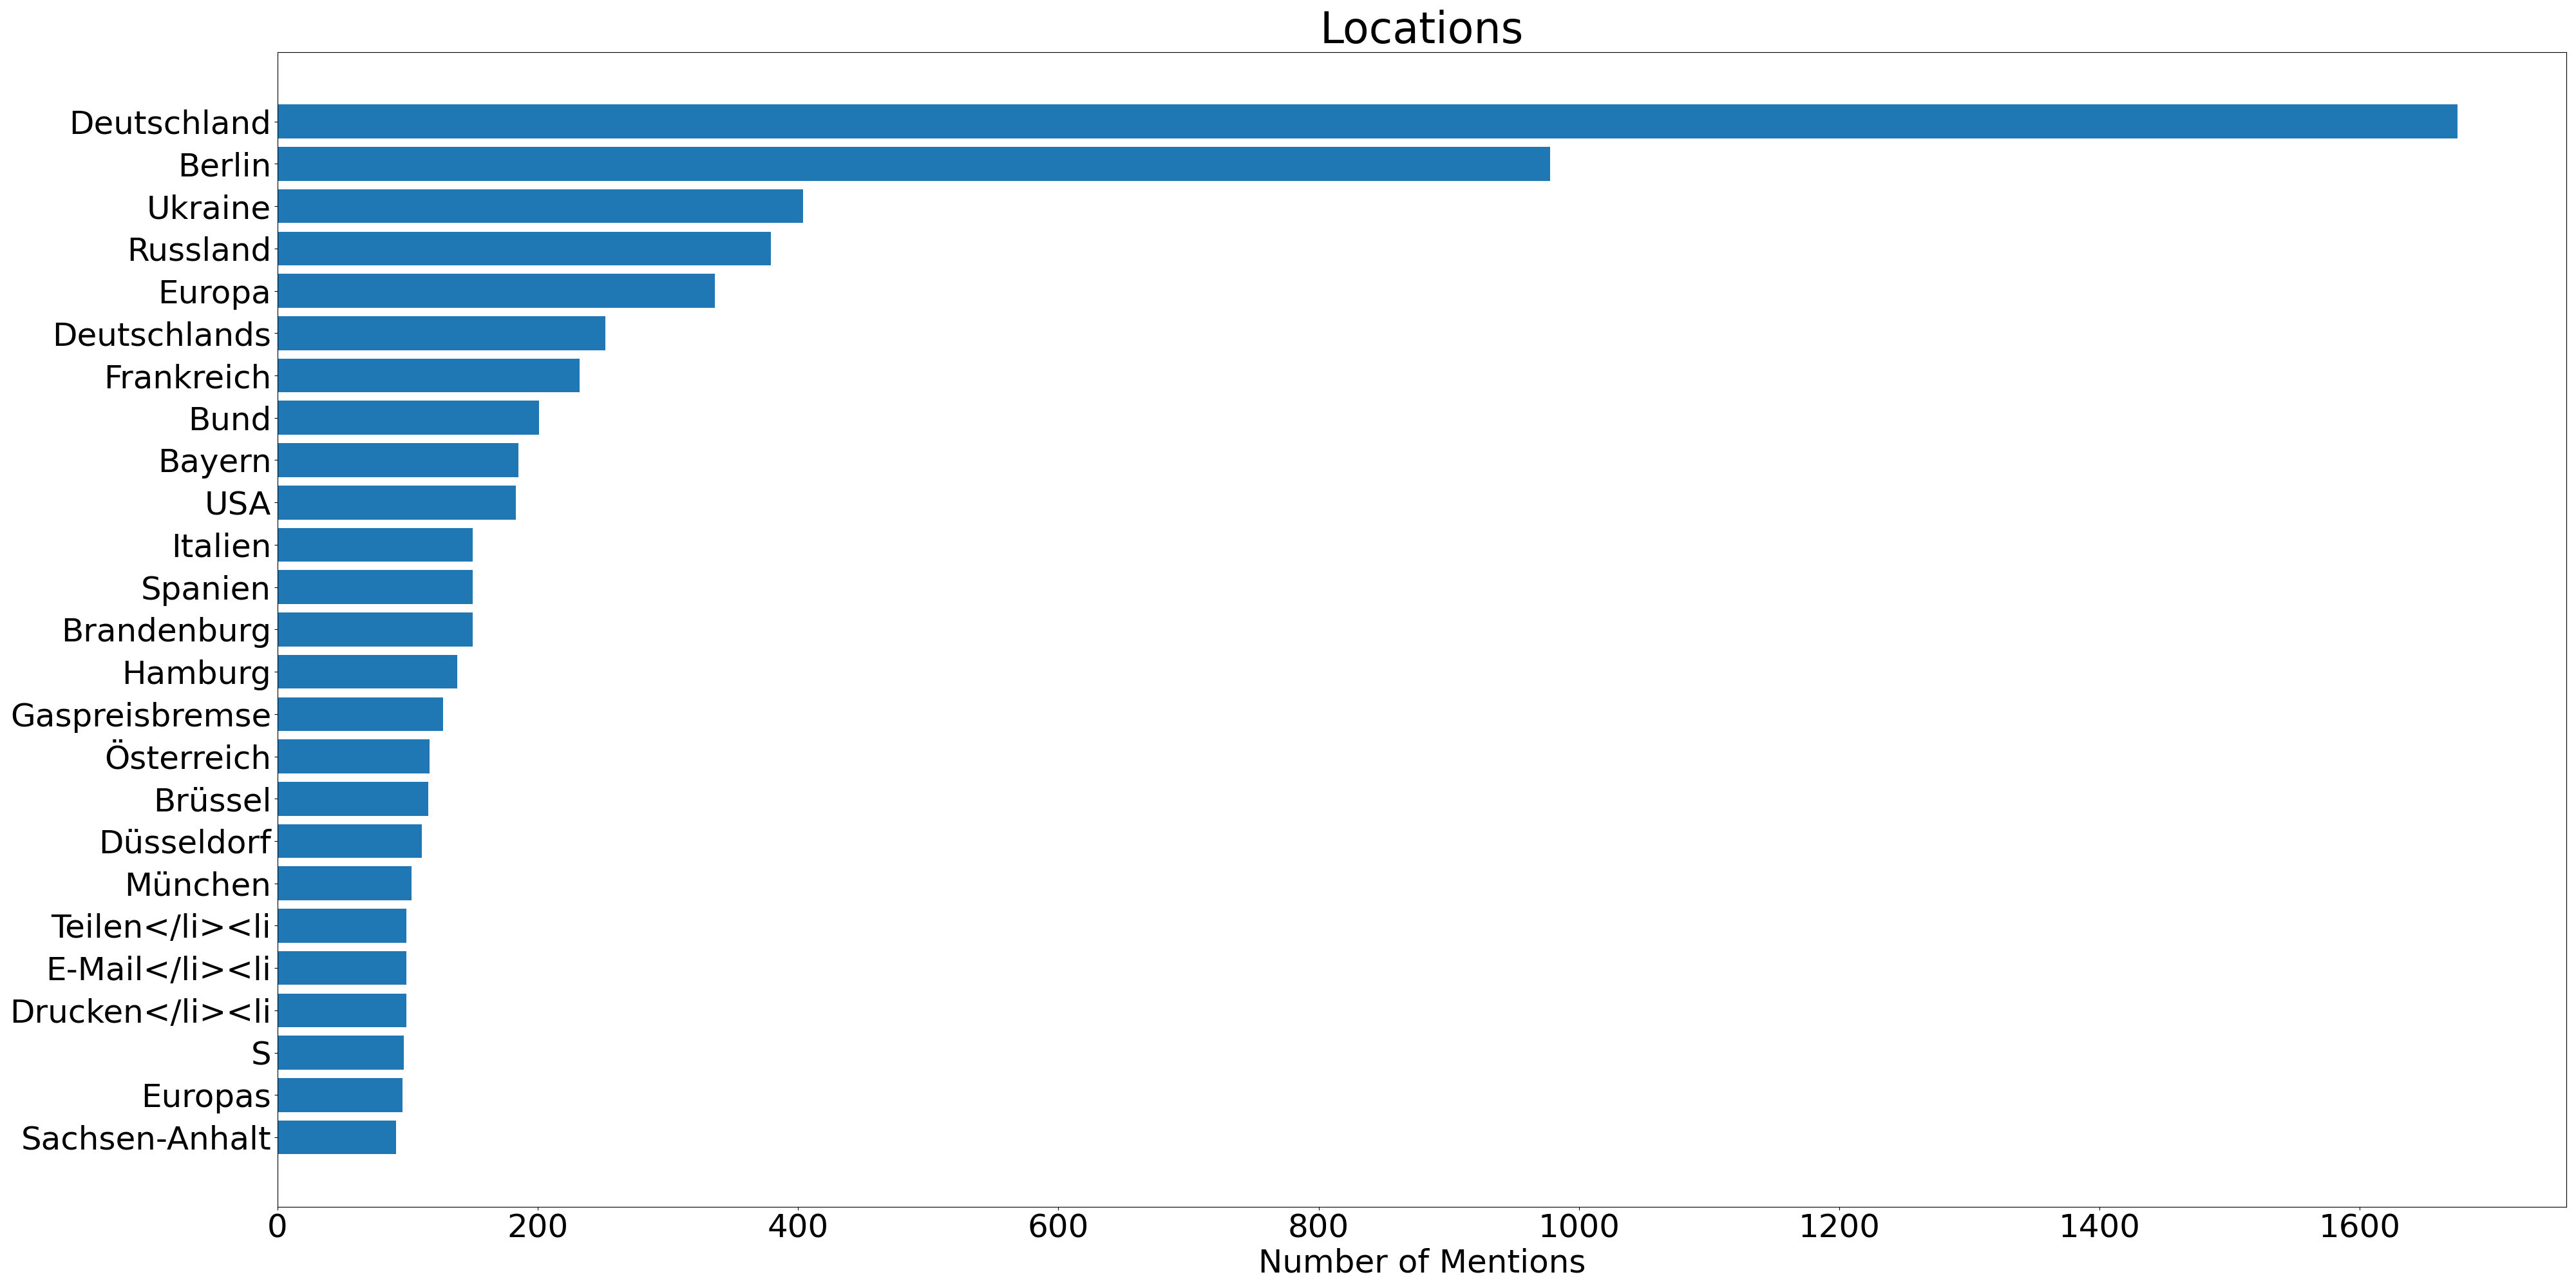 Locations
Deutschland
Berlin
Ukraine
Russland
Europa
Deutschlands
Frankreich
Bund
Bayern
USA
Italien
Spanien
Brandenburg
Hamburg
Gaspreisbremse
Österreich
Brüssel
Düsseldorf
München
Teilen</li><li
E-Mail</li><li
Drucken</li><li
S
Europas
Sachsen-Anhalt
0 200 400 600 800 1000 1200 1400 1600
Number of Mentions